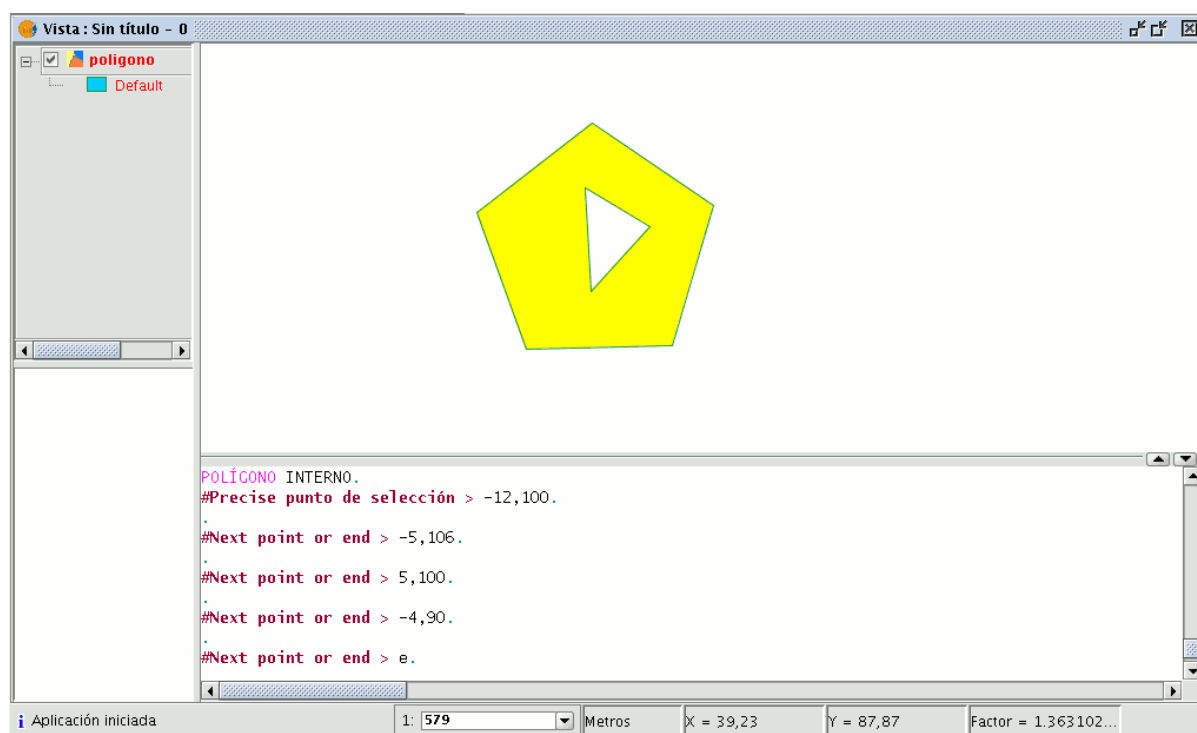 Vista : Sin título - 0
poligono
Default
POLÍGONO INTERNO.
#Precise punto de selección > -12,100.
.
#Next point or end > -5,106.
.
#Next point or end > 5,100.
.
#Next point or end > -4,90.
.
#Next point or end > e.
i Aplicación iniciada
1: 579
Metros
X = 39,23
Y = 87,87
Factor = 1.363102...